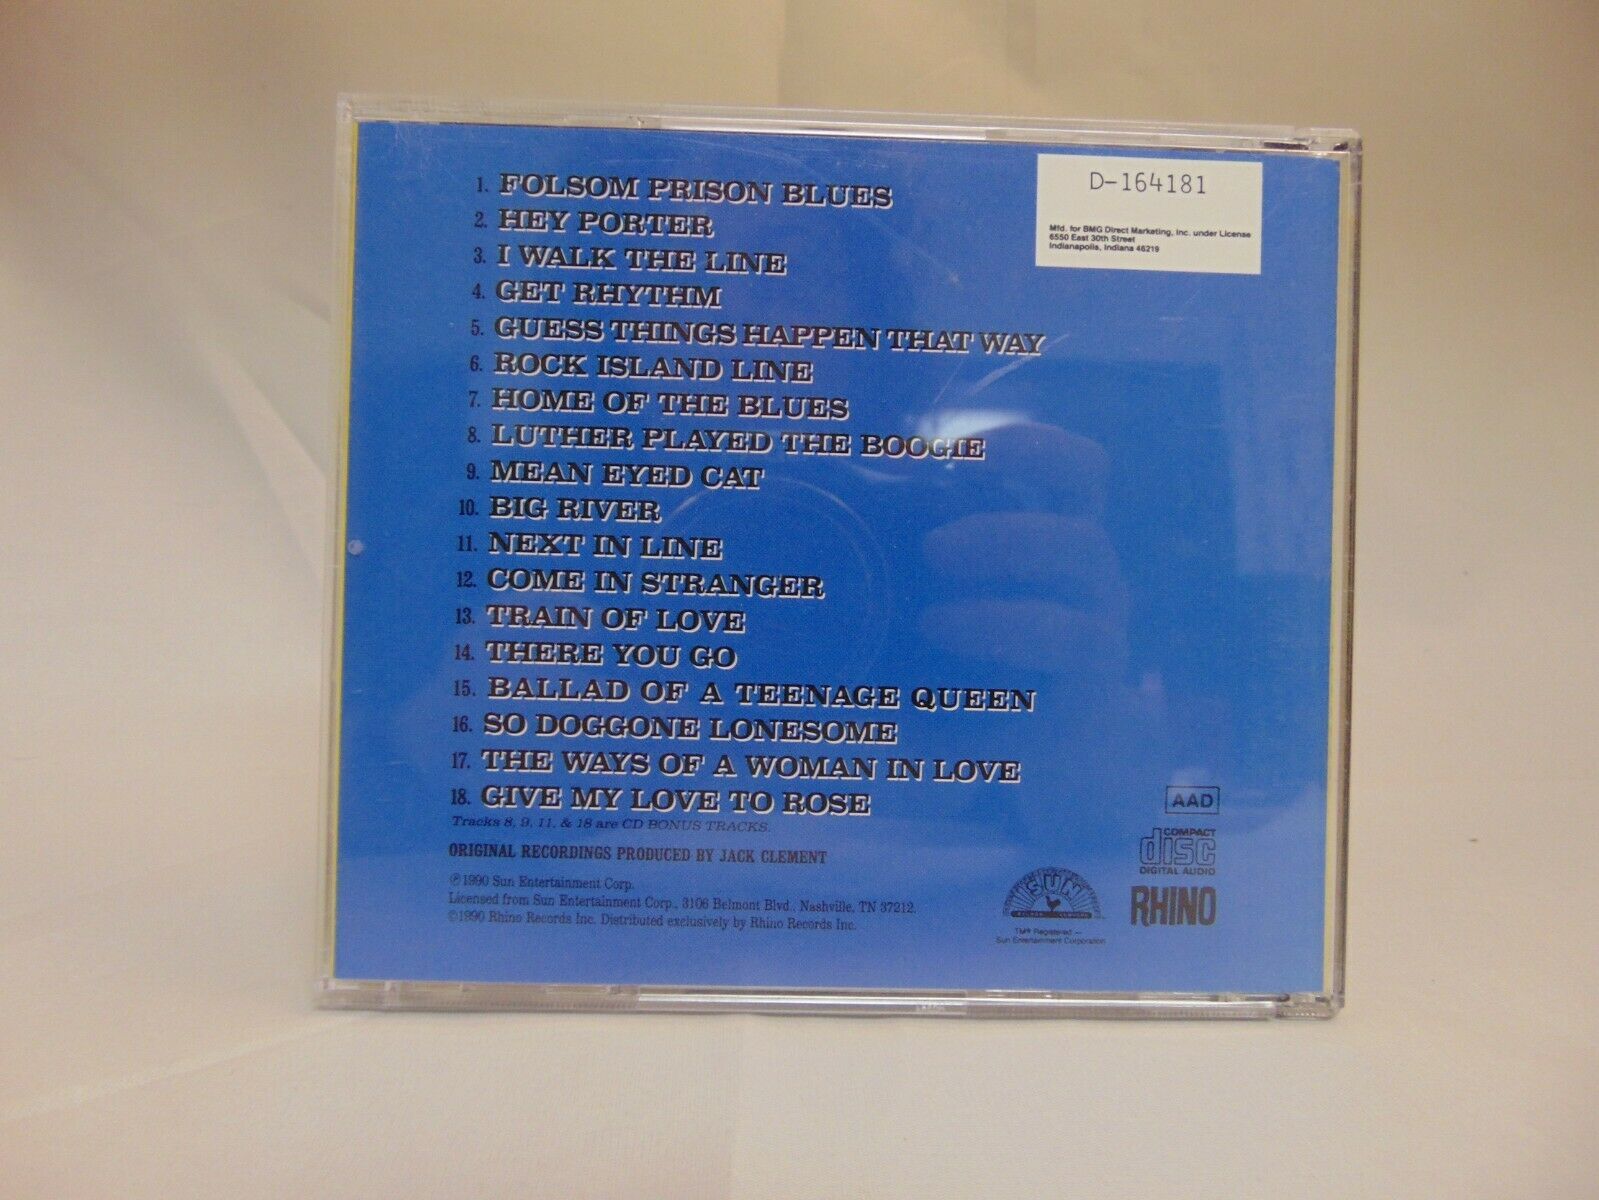 D-164181
Mfd. for BMG Direct Marketing, Inc. under License
6550 East 30th Street
Indianapolis, Indiana 46219
1. FOLSOM PRISON BLUES
2. HEY PORTER
3. I WALK THE LINE
4. GET RHYTHM
5. GUESS THINGS HAPPEN THAT WAY
6. ROCK ISLAND LINE
7. HOME OF THE BLUES
8. LUTHER PLAYED THE BOOGIE
9. MEAN EYED CAT
10. BIG RIVER
11. NEXT IN LINE
12. COME IN STRANGER
13. TRAIN OF LOVE
14. THERE YOU GO
15. BALLAD OF A TEENAGE QUEEN
16. SO DOGGONE LONESOME
17. THE WAYS OF A WOMAN IN LOVE
18. GIVE MY LOVE TO ROSE
Tracks 8, 9, 11, & 18 are CD BONUS TRACKS.
ORIGINAL RECORDINGS PRODUCED BY JACK CLEMENT
℗1990 Sun Entertainment Corp.
Licensed from Sun Entertainment Corp., 3106 Belmont Blvd., Nashville, TN 37212.
©1990 Rhino Records Inc. Distributed exclusively by Rhino Records Inc.
SUN
RECORD COMPANY
TM® Registered —
Sun Entertainment Corporation
AAD
COMPACT
disc
DIGITAL AUDIO
RHINO